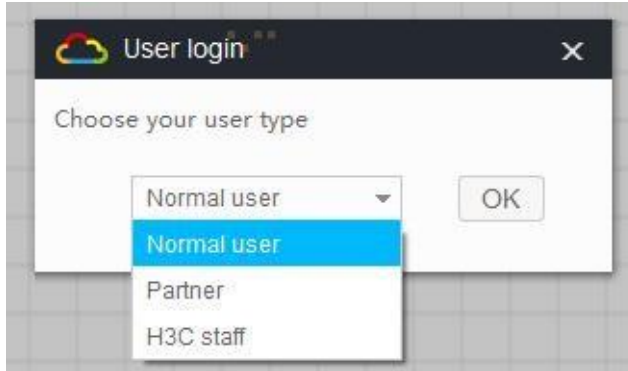 User login
Choose your user type
Normal user
OK
Normal user
Partner
H3C staff